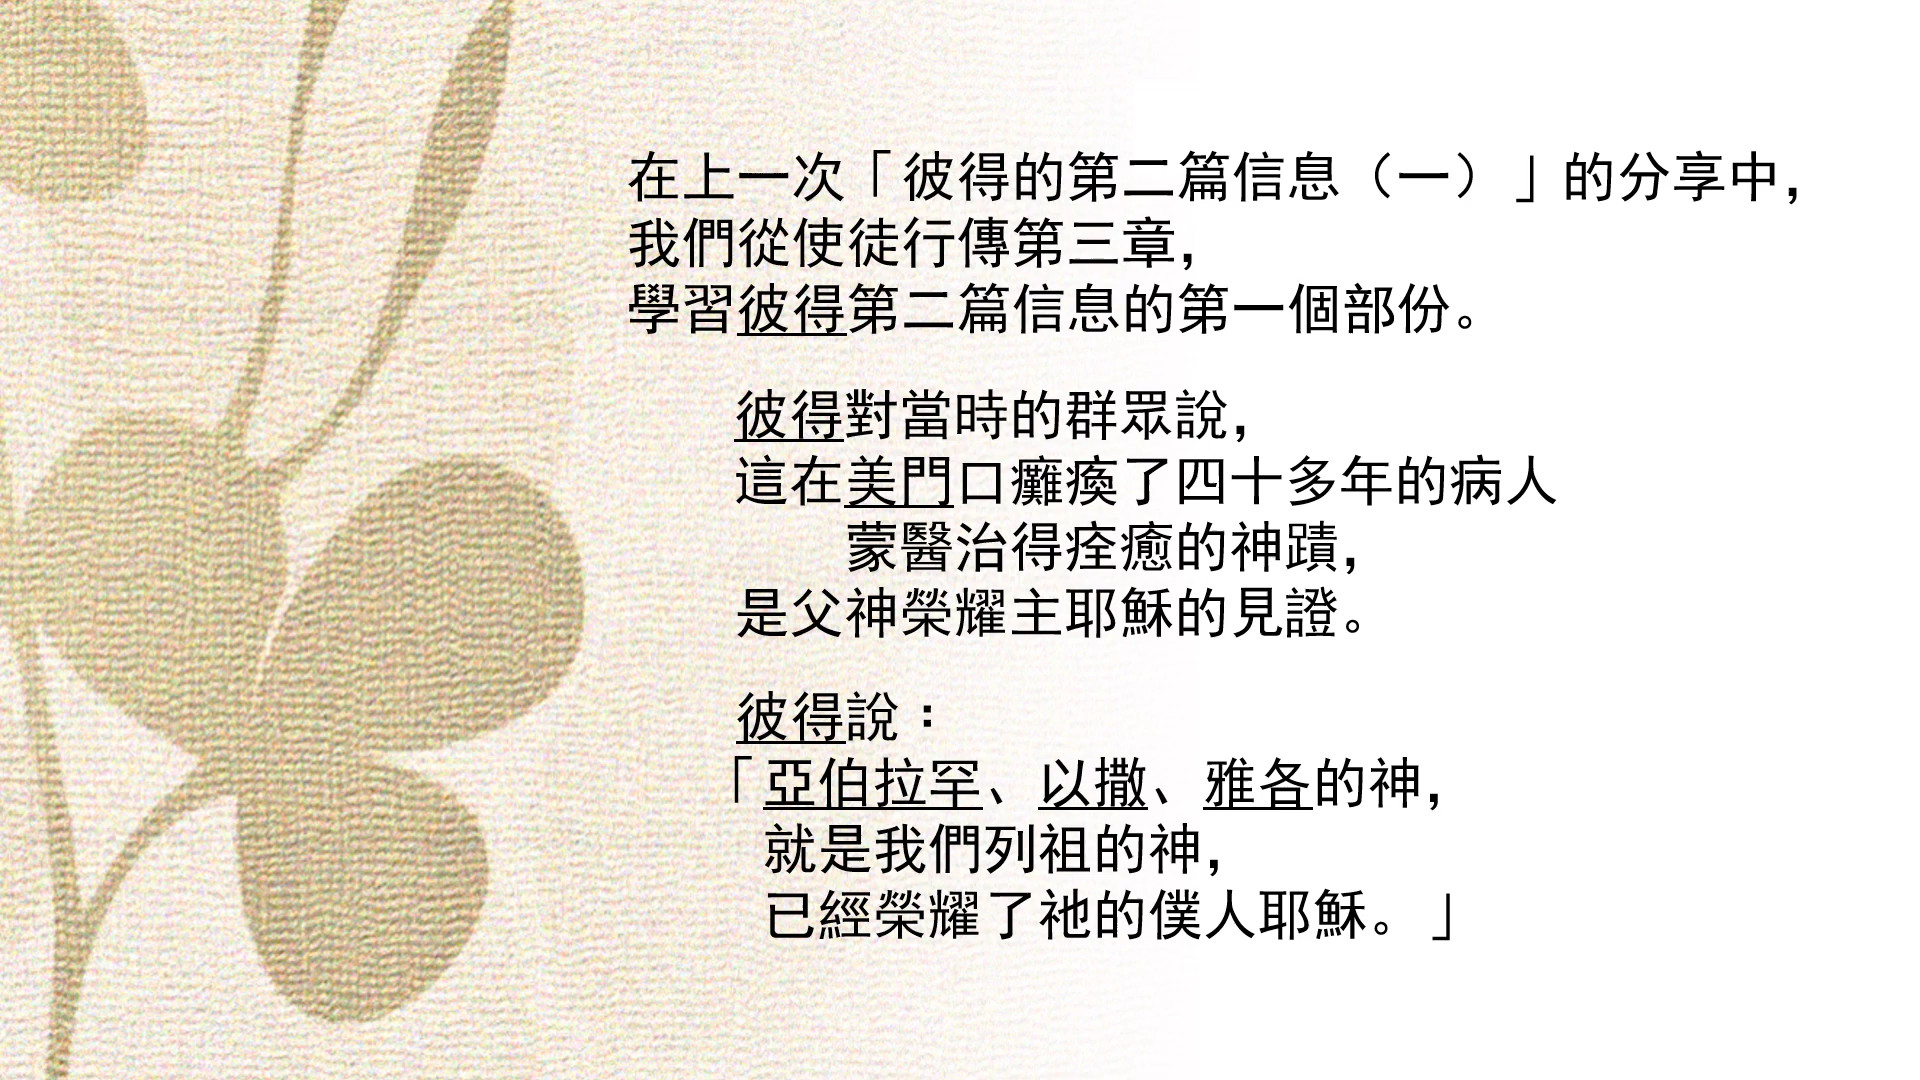 在上一次「彼得的第二篇信息（一）」的分享中，
我們從使徒行傳第三章，
學習彼得第二篇信息的第一個部份。
彼得對當時的群眾說，
這在美門口癱瘓了四十多年的病人
蒙醫治得痊癒的神蹟，
是父神榮耀主耶穌的見證。
彼得說：
「亞伯拉罕、以撒、雅各的神，
就是我們列祖的神，
已經榮耀了祂的僕人耶穌。」